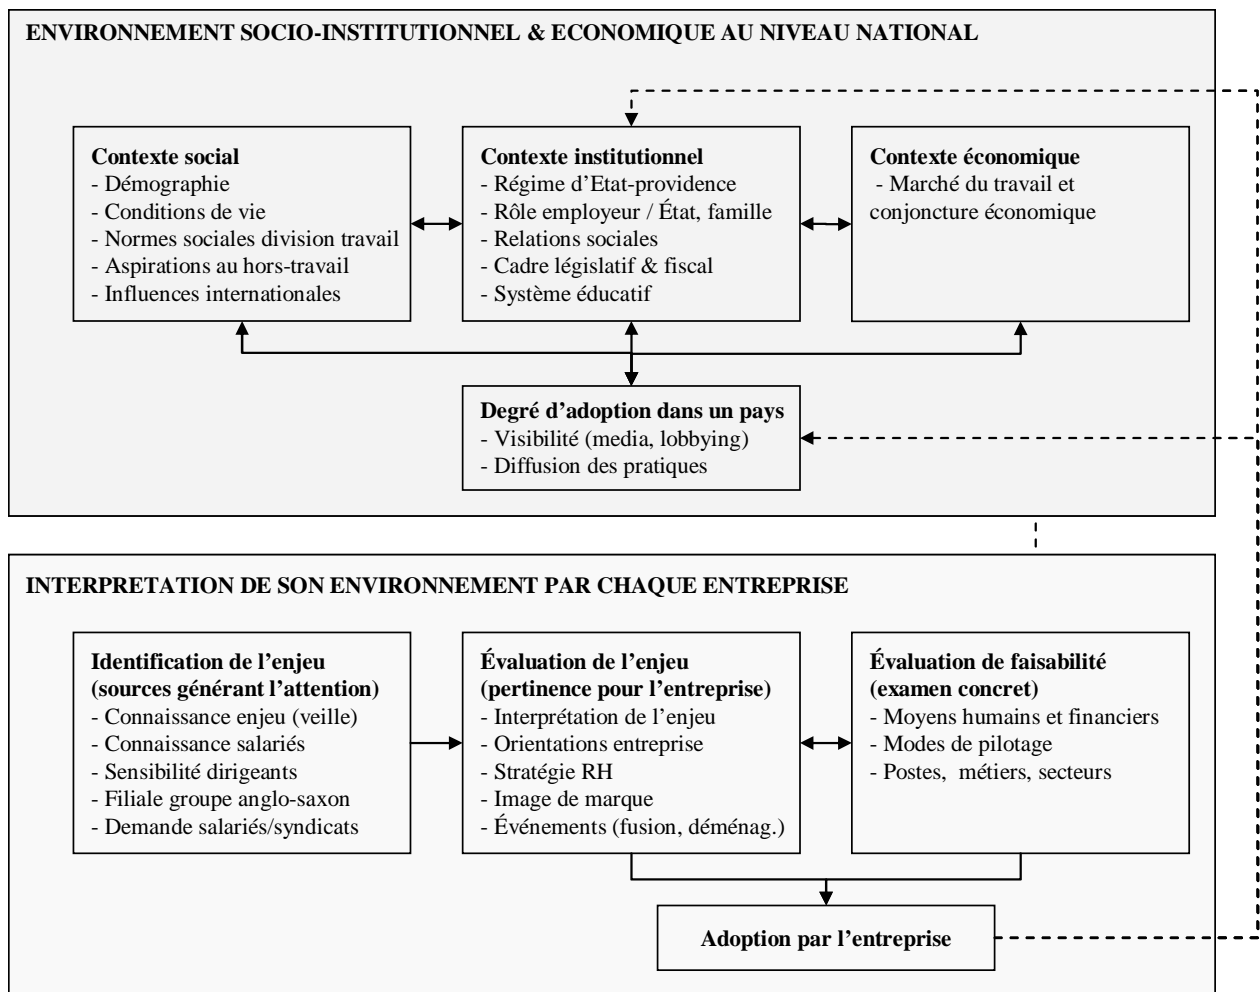 ENVIRONNEMENT SOCIO-INSTITUTIONNEL & ECONOMIQUE AU NIVEAU NATIONAL
Contexte social
- Démographie
- Conditions de vie
- Normes sociales division travail
- Aspirations au hors-travail
- Influences internationales
Contexte institutionnel
- Régime d’Etat-providence
- Rôle employeur / État, famille
- Relations sociales
- Cadre législatif & fiscal
- Système éducatif
Contexte économique
- Marché du travail et
conjoncture économique
Degré d’adoption dans un pays
- Visibilité (media, lobbying)
- Diffusion des pratiques
INTERPRETATION DE SON ENVIRONNEMENT PAR CHAQUE ENTREPRISE
Identification de l’enjeu
(sources générant l’attention)
- Connaissance enjeu (veille)
- Connaissance salariés
- Sensibilité dirigeants
- Filiale groupe anglo-saxon
- Demande salariés/syndicats
Évaluation de l’enjeu
(pertinence pour l’entreprise)
- Interprétation de l’enjeu
- Orientations entreprise
- Stratégie RH
- Image de marque
- Événements (fusion, déménag.)
Évaluation de faisabilité
(examen concret)
- Moyens humains et financiers
- Modes de pilotage
- Postes, métiers, secteurs
Adoption par l’entreprise